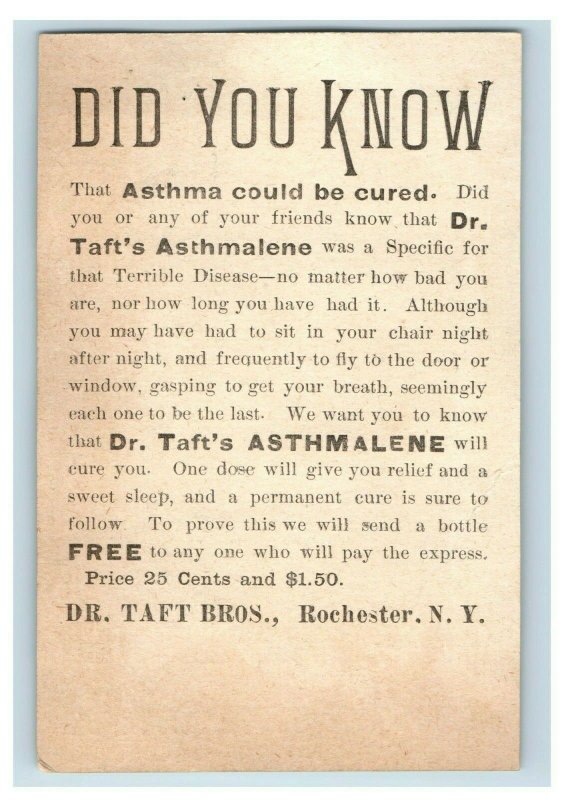 DID YOU KNOW
That Asthma could be cured. Did
you or any of your friends know that Dr.
Taft's Asthmalene was a Specific for
that Terrible Disease—no matter how bad you
are, nor how long you have had it. Although
you may have had to sit in your chair night
after night, and frequently to fly to the door or
window, gasping to get your breath, seemingly
each one to be the last. We want you to know
that Dr. Taft's ASTHMALENE will
cure you. One dose will give you relief and a
sweet sleep, and a permanent cure is sure to
follow. To prove this we will send a bottle
FREE to any one who will pay the express.
Price 25 Cents and $1.50.
DR. TAFT BROS., Rochester. N. Y.